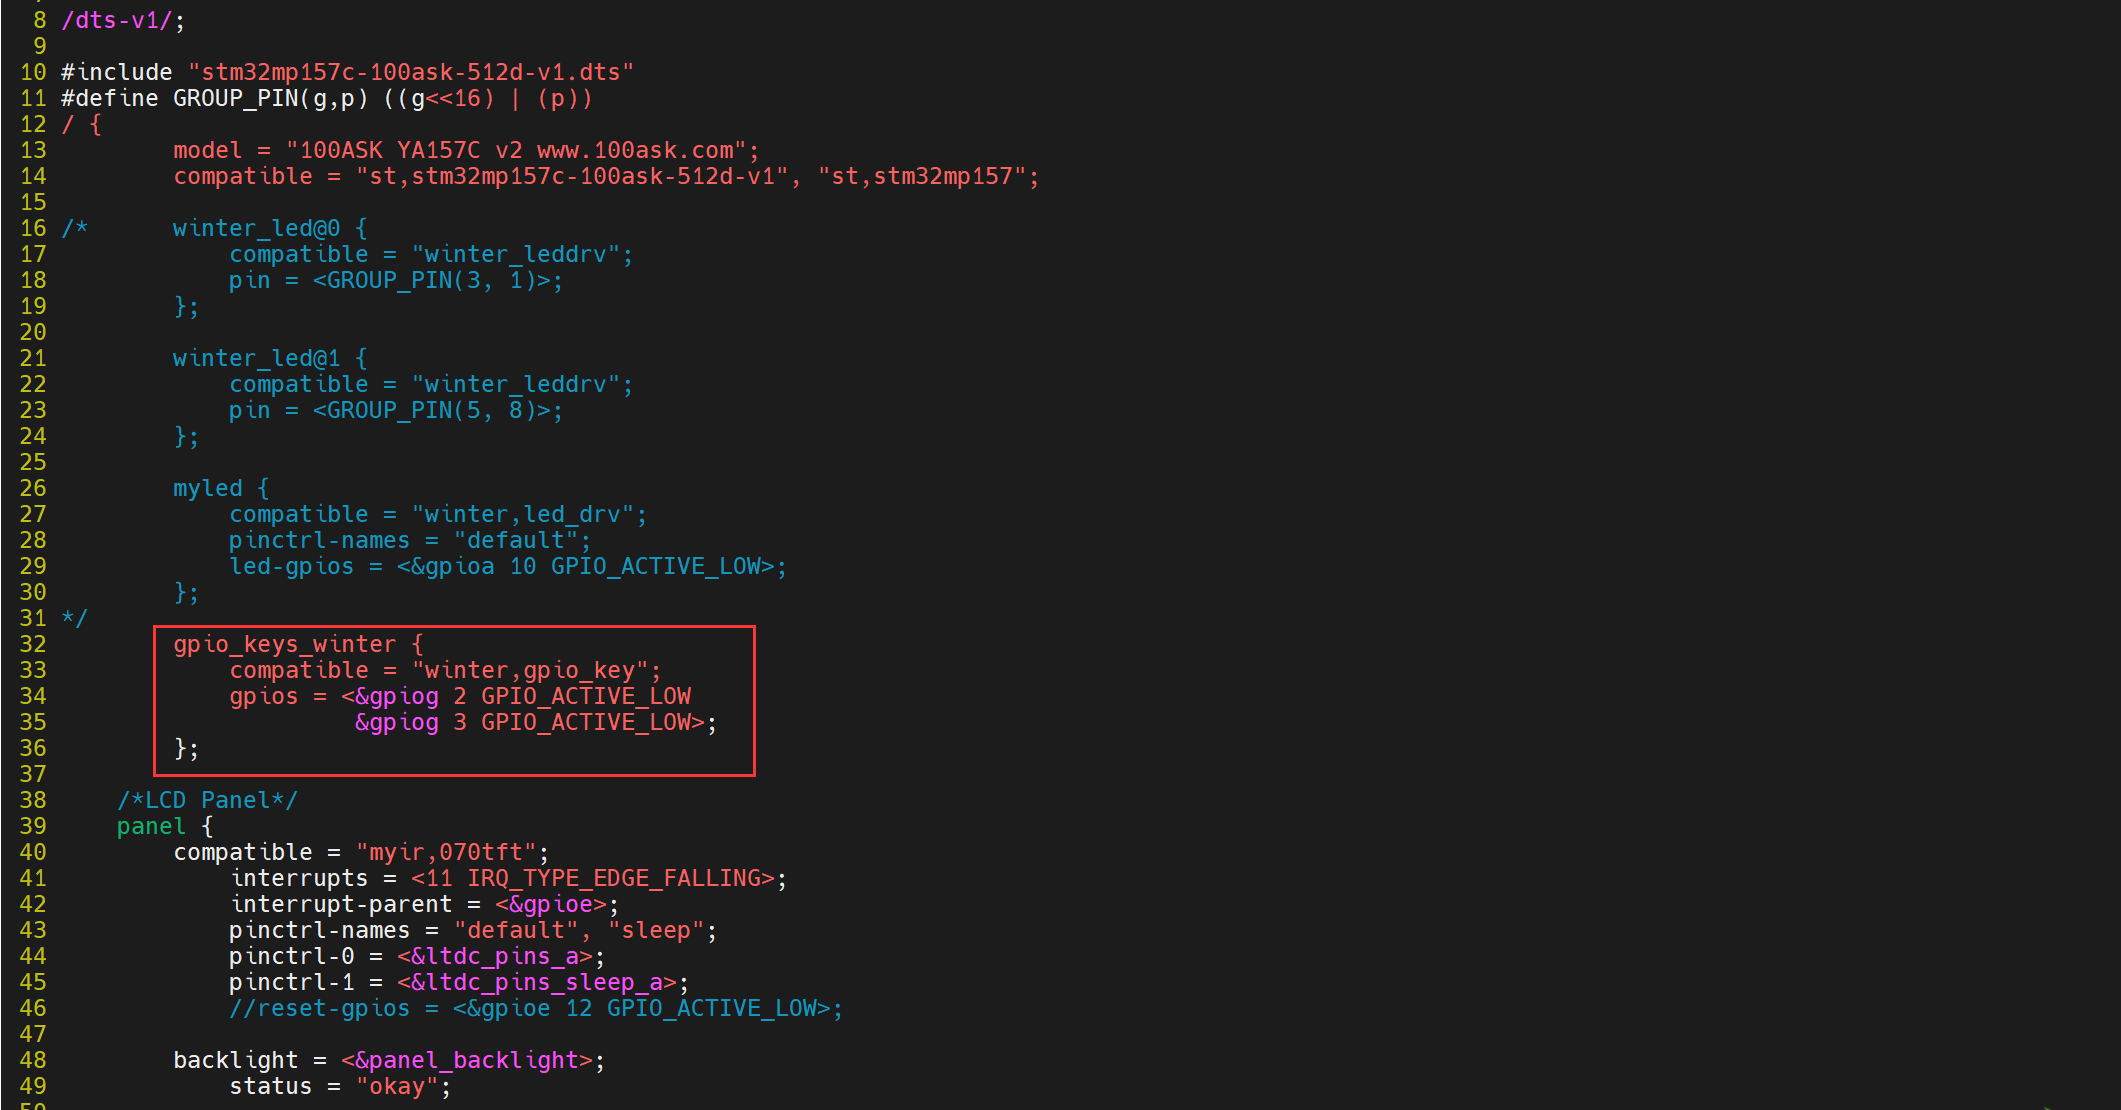 8 /dts-v1/;
9
10 #include "stm32mp157c-100ask-512d-v1.dts"
11 #define GROUP_PIN(g,p) ((g<<16) | (p))
12 / {
13         model = "100ASK YA157C v2 www.100ask.com";
14         compatible = "st,stm32mp157c-100ask-512d-v1", "st,stm32mp157";
15
16 /*      winter_led@0 {
17             compatible = "winter_leddrv";
18             pin = <GROUP_PIN(3, 1)>;
19         };
20
21         winter_led@1 {
22             compatible = "winter_leddrv";
23             pin = <GROUP_PIN(5, 8)>;
24         };
25
26         myled {
27             compatible = "winter,led_drv";
28             pinctrl-names = "default";
29             led-gpios = <&gpioa 10 GPIO_ACTIVE_LOW>;
30         };
31 */
32         gpio_keys_winter {
33             compatible = "winter,gpio_key";
34             gpios = <&gpiog 2 GPIO_ACTIVE_LOW
35                      &gpiog 3 GPIO_ACTIVE_LOW>;
36         };
37
38     /*LCD Panel*/
39     panel {
40         compatible = "myir,070tft";
41             interrupts = <11 IRQ_TYPE_EDGE_FALLING>;
42             interrupt-parent = <&gpioe>;
43             pinctrl-names = "default", "sleep";
44             pinctrl-0 = <&ltdc_pins_a>;
45             pinctrl-1 = <&ltdc_pins_sleep_a>;
46             //reset-gpios = <&gpioe 12 GPIO_ACTIVE_LOW>;
47
48         backlight = <&panel_backlight>;
49             status = "okay";